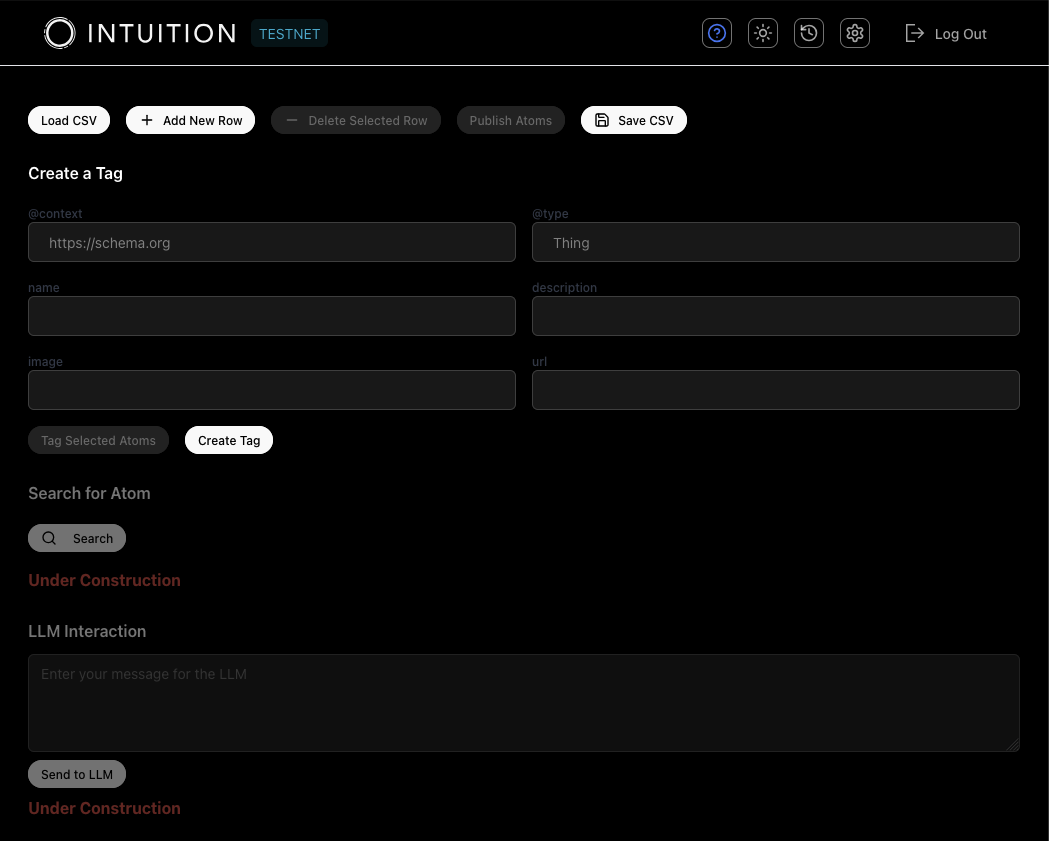 INTUITION TESTNET Log Out
Load CSV Add New Row Delete Selected Row Publish Atoms Save CSV
Create a Tag
@context @type
https://schema.org Thing
name description
image url
Tag Selected Atoms Create Tag
Search for Atom
Search
Under Construction
LLM Interaction
Enter your message for the LLM
Send to LLM
Under Construction